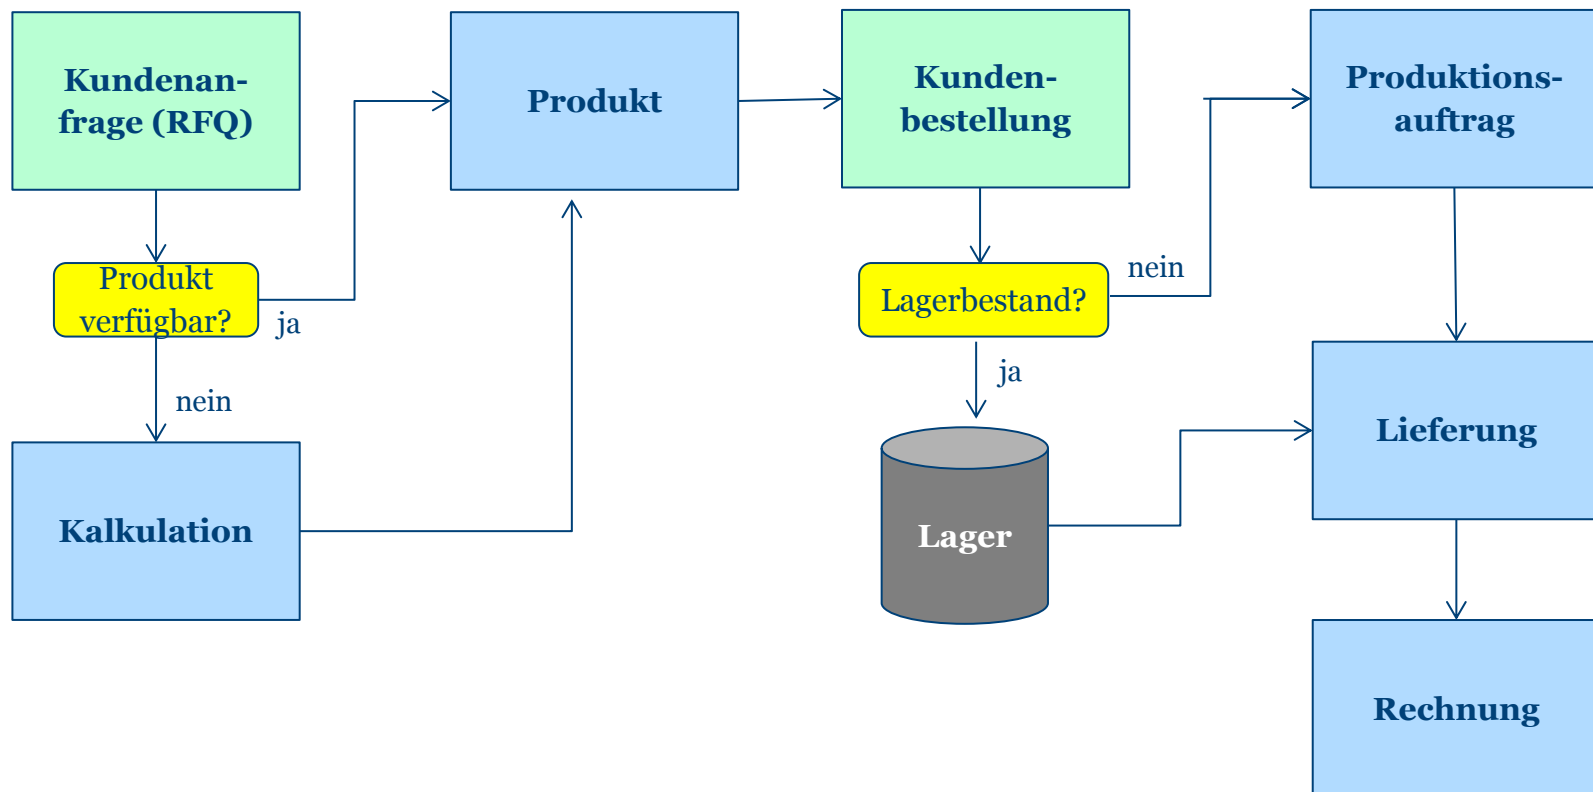 Kundenan-
frage (RFQ)
Produkt
Kunden-
bestellung
Produktions-
auftrag
Produkt
verfügbar?
ja
nein
Lagerbestand?
nein
ja
Kalkulation
Lager
Lieferung
Rechnung